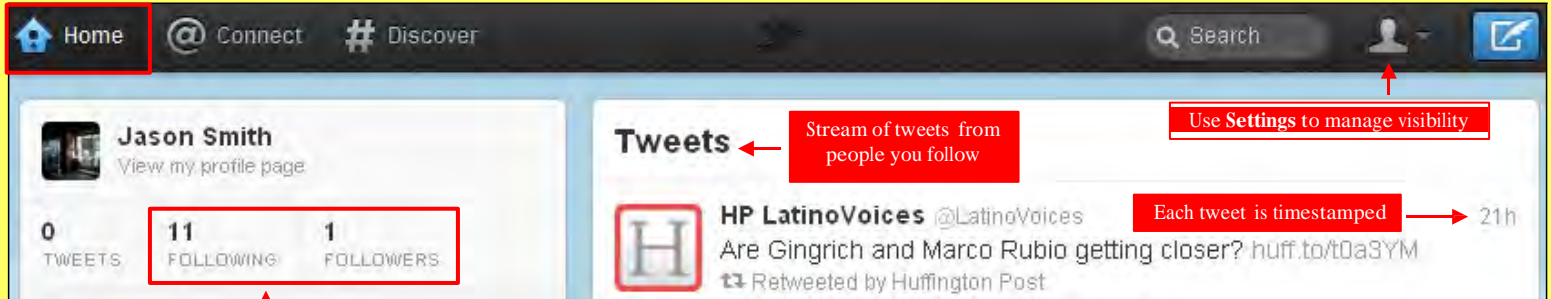 Home @ Connect # Discover Search
Use Settings to manage visibility
Jason Smith
View my profile page
0 11 1
TWEETS FOLLOWING FOLLOWERS
Tweets
Stream of tweets from
people you follow
HP LatinoVoices @LatinoVoices
Each tweet is timestamped
21h
H
Are Gingrich and Marco Rubio getting closer? huff.to/t0a3YM
Retweeted by Huffington Post